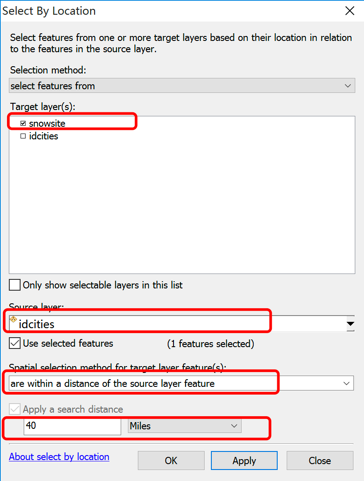 Select By Location
Select features from one or more target layers based on their location in relation
to the features in the source layer.
Selection method:
select features from
Target layer(s):
snowsite
idcities
Only show selectable layers in this list
Source layer:
idcities
Use selected features (1 features selected)
Spatial selection method for target layer feature(s):
are within a distance of the source layer feature
Apply a search distance
40 Miles
About select by location OK Apply Close